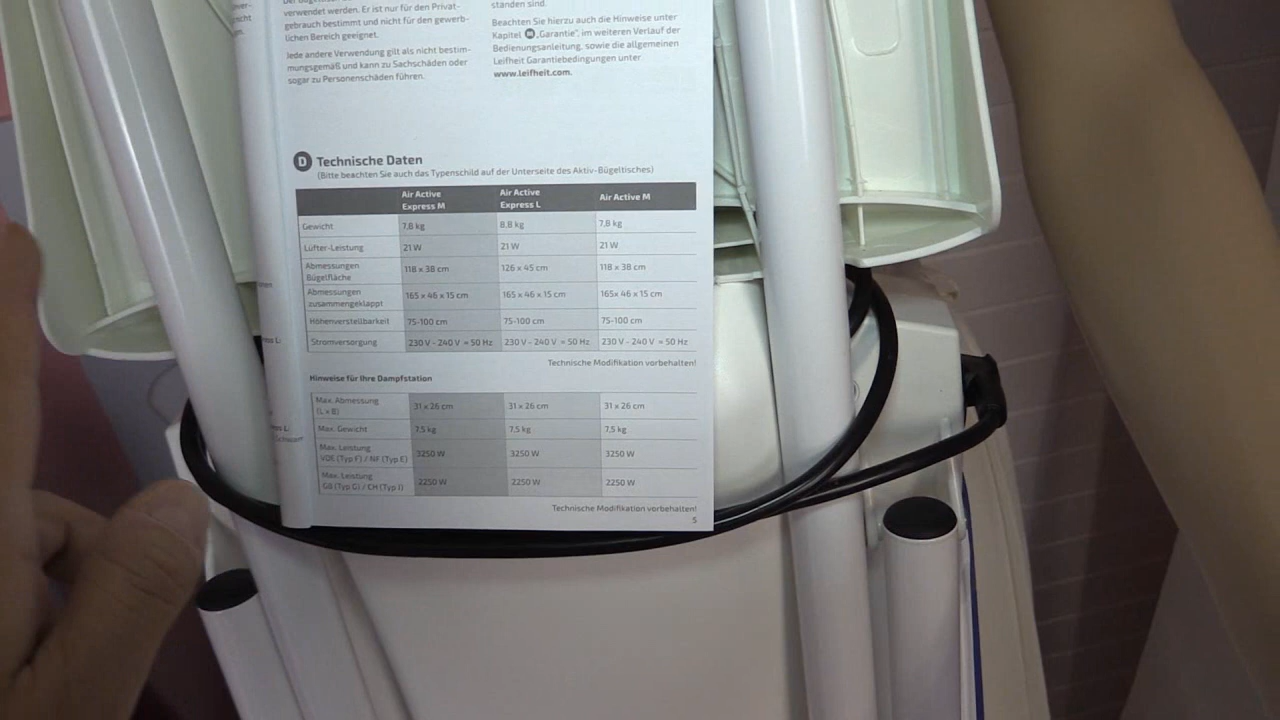 verwendet werden. Er ist nur für den Privat-
gebrauch bestimmt und nicht für den gewerb-
lichen Bereich geeignet.
Jede andere Verwendung gilt als nicht bestim-
mungsgemäß und kann zu Sachschäden oder
sogar zu Personenschäden führen.
standen sind.
Beachten Sie hierzu auch die Hinweise unter
Kapitel „Garantie", im weiteren Verlauf der
Bedienungsanleitung, sowie die allgemeinen
Leifheit Garantiebedingungen unter
www.leifheit.com.
D Technische Daten
(Bitte beachten Sie auch das Typenschild auf der Unterseite des Aktiv-Bügeltisches)
Air Active Express M Air Active Express L Air Active M
Gewicht 7,8 kg 8,8 kg 7,8 kg
Lüfter-Leistung 21 W 21 W 21 W
Abmessungen Bügelfläche 118 x 38 cm 126 x 45 cm 118 x 38 cm
Abmessungen zusammengeklappt 165 x 46 x 15 cm 165 x 46 x 15 cm 165x 46 x 15 cm
Höhenverstellbarkeit 75-100 cm 75-100 cm 75-100 cm
Stromversorgung 230 V - 240 V ≈ 50 Hz 230 V - 240 V ≈ 50 Hz 230 V - 240 V ≈ 50 Hz
Technische Modifikation vorbehalten!
Hinweise für Ihre Dampfstation
Max. Abmessung (L x B) 31 x 26 cm 31 x 26 cm 31 x 26 cm
Max. Gewicht 7,5 kg 7,5 kg 7,5 kg
Max. Leistung VDE (Typ F) / NF (Typ E) 3250 W 3250 W 3250 W
Max. Leistung GB (Typ G) / CH (Typ J) 2250 W 2250 W 2250 W
Technische Modifikation vorbehalten!
5